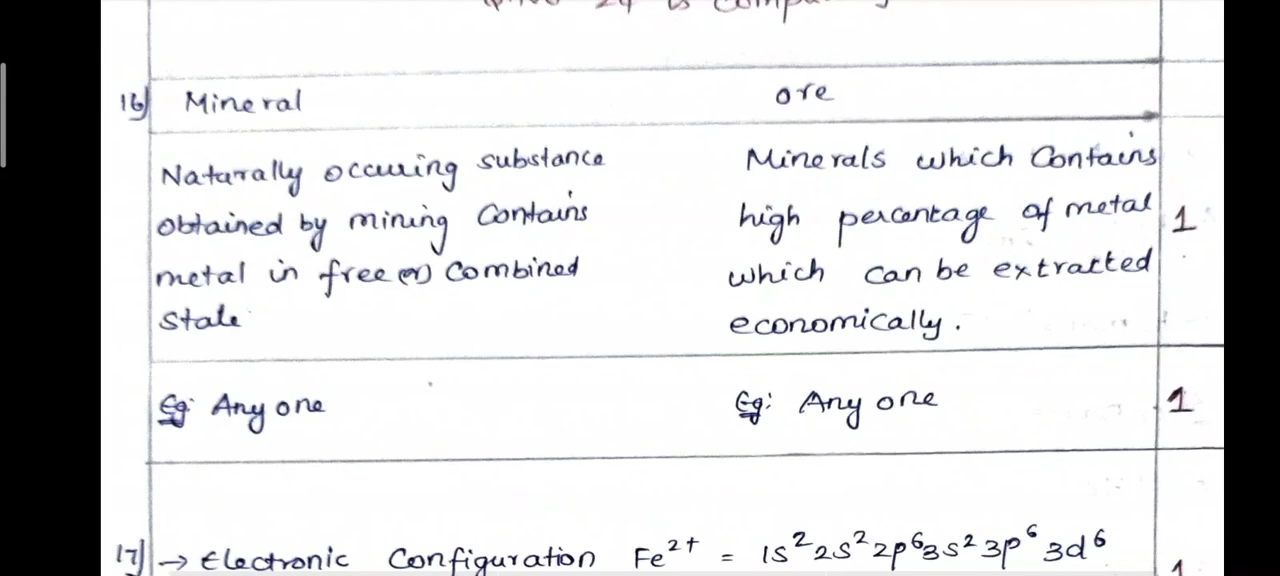 16) Mineral ore
Naturally occuring substance Minerals which Contains
obtained by mining Contains high percentage of metal 1
metal in free (or) Combined which can be extracted
state economically.
Eg: Any one Eg: Any one 1
17) → Electronic Configuration Fe²⁺ = 1s² 2s² 2p⁶ 3s² 3p⁶ 3d⁶